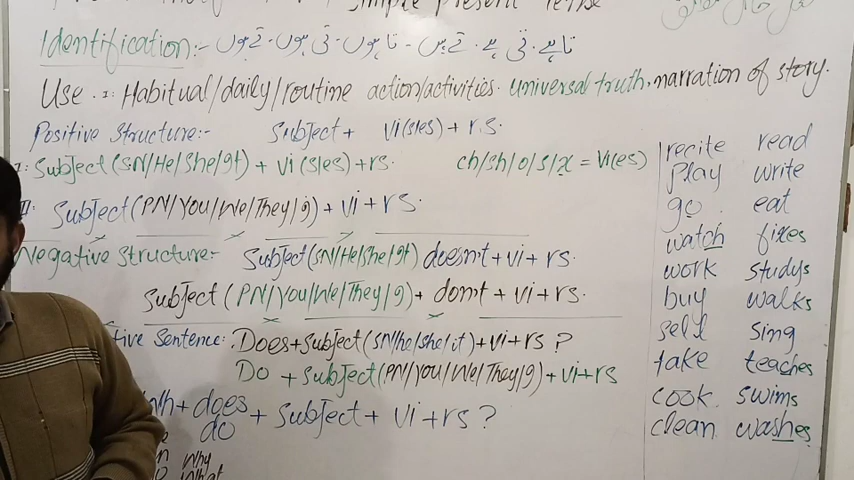 simple present tense
Identification:- تا ہے ۔ تی ہے ۔ تے ہیں ۔ تا ہوں ۔ تی ہوں ۔ تے ہوں
Use . I: Habitual/daily/routine action/activities. universal truth. narration of story.
Positive Structure:- Subject + Vi(s/es) + r.s.
I: Subject (SN/He/She/It) + Vi (s/es) + rs. ch/sh/o/s/x = Vi(es)
II: Subject (PN/You/We/They/i) + Vi + rs.
Negative Structure:- Subject (SN/He/She/It) doesn't + Vi + rs.
Subject (PN/You/We/They/I) + don't + Vi + rs.
tive Sentence: Does + Subject (SN/he/she/it) + Vi + rs ?
Do + Subject (PN/You/We/They/I) + Vi + rs
Wh + does
do + Subject + Vi + rs ?
Why
What
recite read
Play write
go eat
watch fixes
work studys
buy walks
sell sing
take teaches
cook swims
clean washes